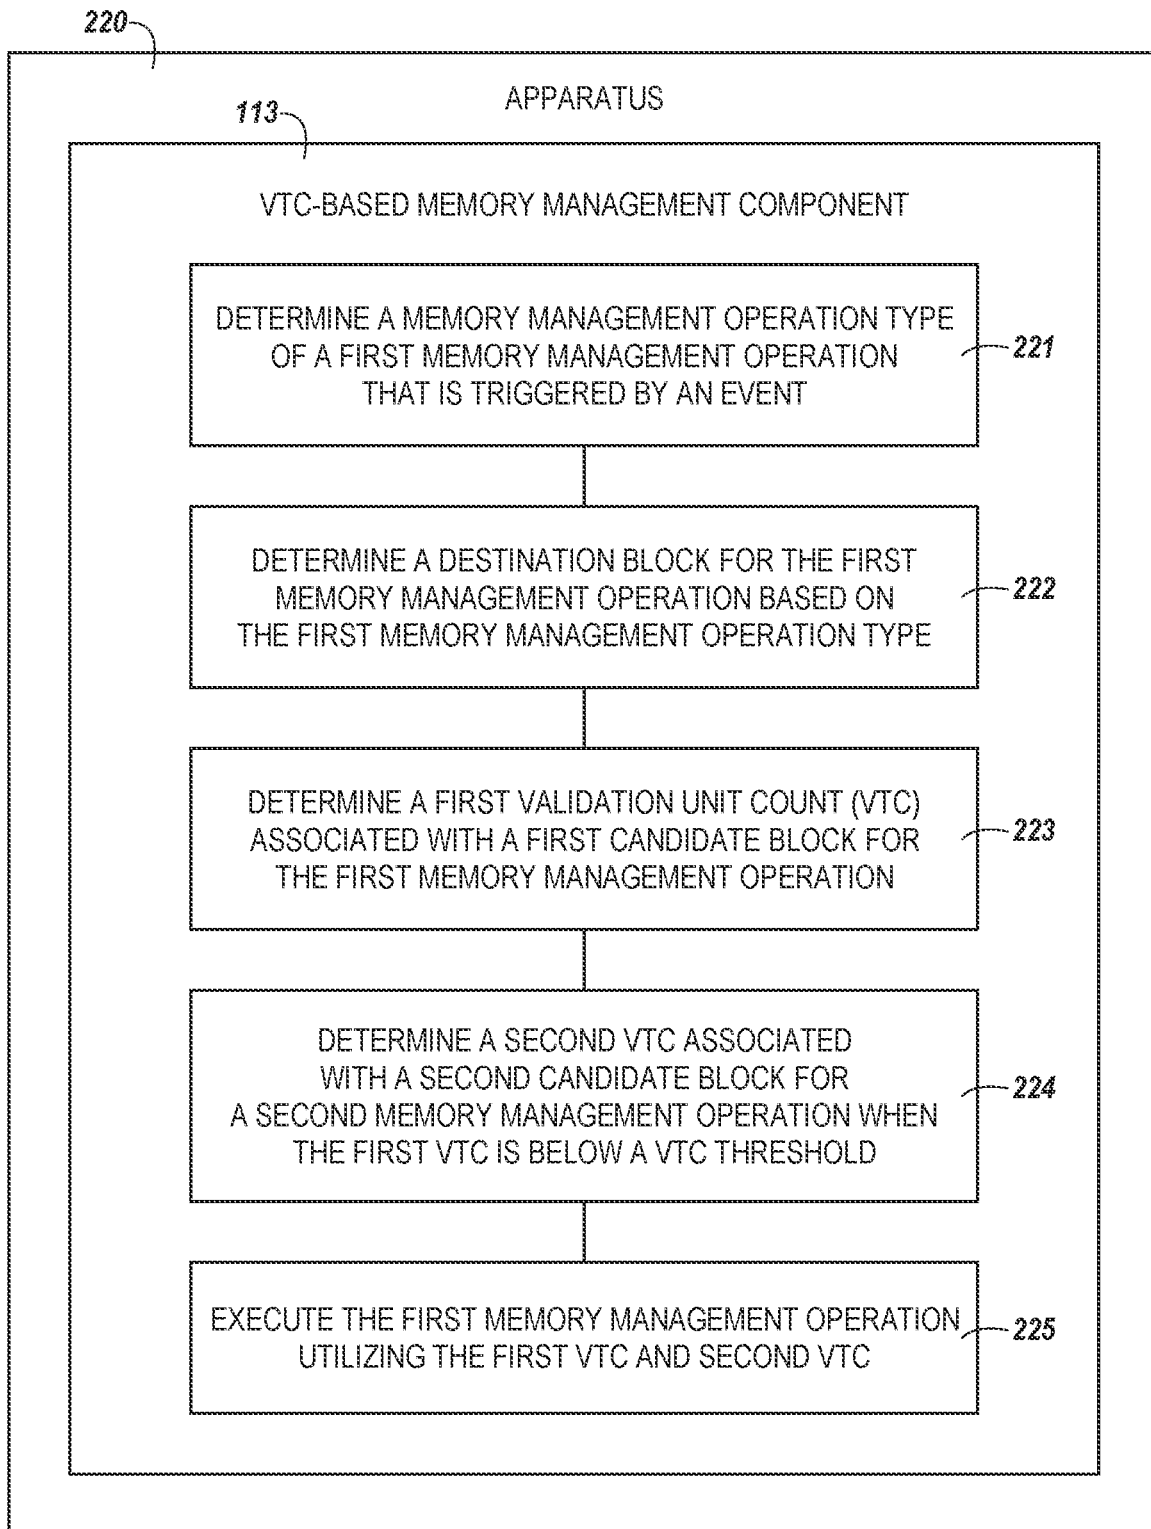 220
APPARATUS
113
VTC-BASED MEMORY MANAGEMENT COMPONENT
DETERMINE A MEMORY MANAGEMENT OPERATION TYPE
OF A FIRST MEMORY MANAGEMENT OPERATION
THAT IS TRIGGERED BY AN EVENT
221
DETERMINE A DESTINATION BLOCK FOR THE FIRST
MEMORY MANAGEMENT OPERATION BASED ON
THE FIRST MEMORY MANAGEMENT OPERATION TYPE
222
DETERMINE A FIRST VALIDATION UNIT COUNT (VTC)
ASSOCIATED WITH A FIRST CANDIDATE BLOCK FOR
THE FIRST MEMORY MANAGEMENT OPERATION
223
DETERMINE A SECOND VTC ASSOCIATED
WITH A SECOND CANDIDATE BLOCK FOR
A SECOND MEMORY MANAGEMENT OPERATION WHEN
THE FIRST VTC IS BELOW A VTC THRESHOLD
224
EXECUTE THE FIRST MEMORY MANAGEMENT OPERATION
UTILIZING THE FIRST VTC AND SECOND VTC
225